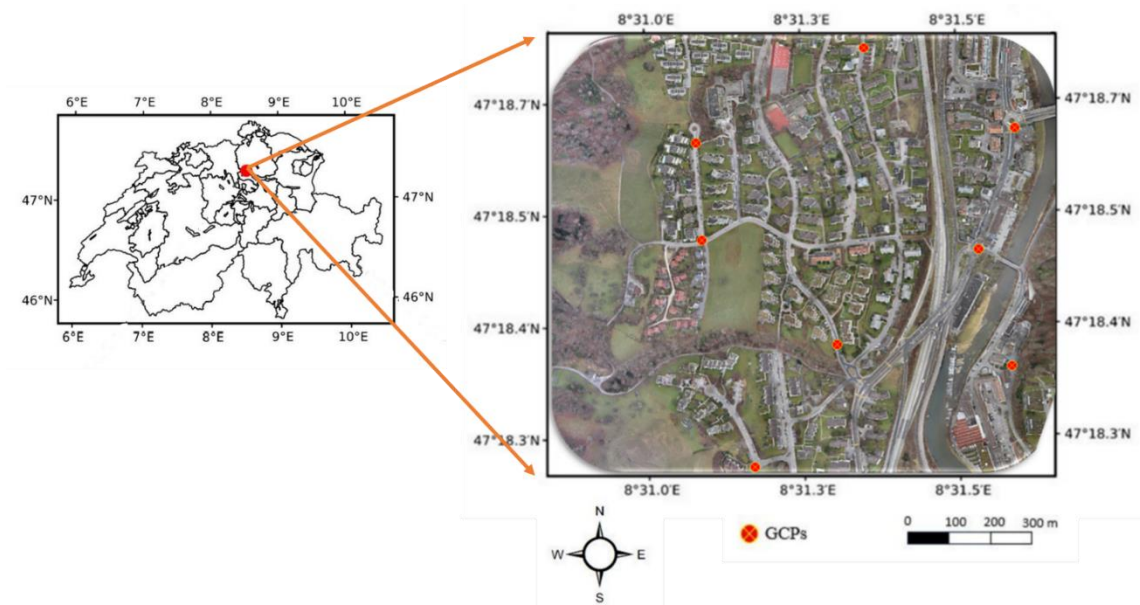 8°31.0′E 8°31.3′E 8°31.5′E
6°E 7°E 8°E 9°E 10°E
47°18.7′N 47°18.7′N
47°N 47°N
47°18.5′N 47°18.5′N
46°N 46°N
47°18.4′N 47°18.4′N
6°E 7°E 8°E 9°E 10°E
47°18.3′N 47°18.3′N
8°31.0′E 8°31.3′E 8°31.5′E
N
W E
S
GCPs
0 100 200 300 m